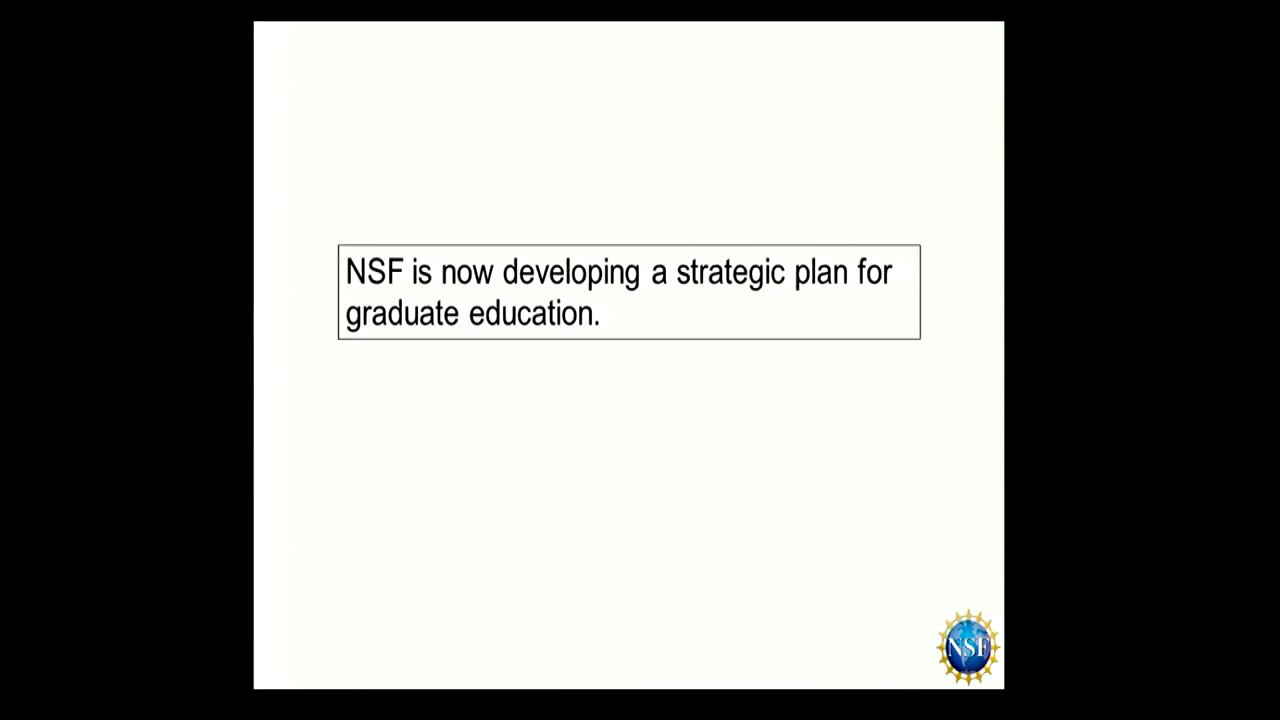 NSF is now developing a strategic plan for
graduate education.
NSF